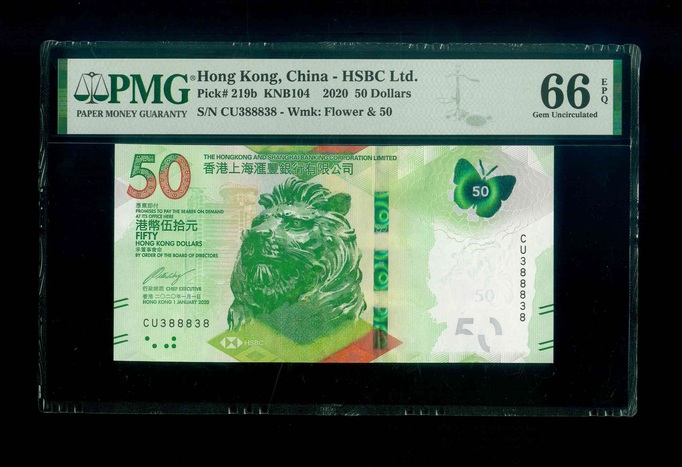 PMG
PAPER MONEY GUARANTY
Hong Kong, China - HSBC Ltd.
Pick# 219b KNB104 2020 50 Dollars
S/N CU388838 - Wmk: Flower & 50
66
EPQ
Gem Uncirculated
50
THE HONGKONG AND SHANGHAI BANKING CORPORATION LIMITED
香港上海滙豐銀行有限公司
憑票即付
PROMISES TO PAY THE BEARER ON DEMAND
AT ITS OFFICE HERE
港幣伍拾元
FIFTY
HONG KONG DOLLARS
承董事會命
BY ORDER OF THE BOARD OF DIRECTORS
行政總裁 CHIEF EXECUTIVE
香港 二〇二〇年一月一日
HONG KONG 1 JANUARY 2020
CU388838
HSBC
50
50
50
CU388838